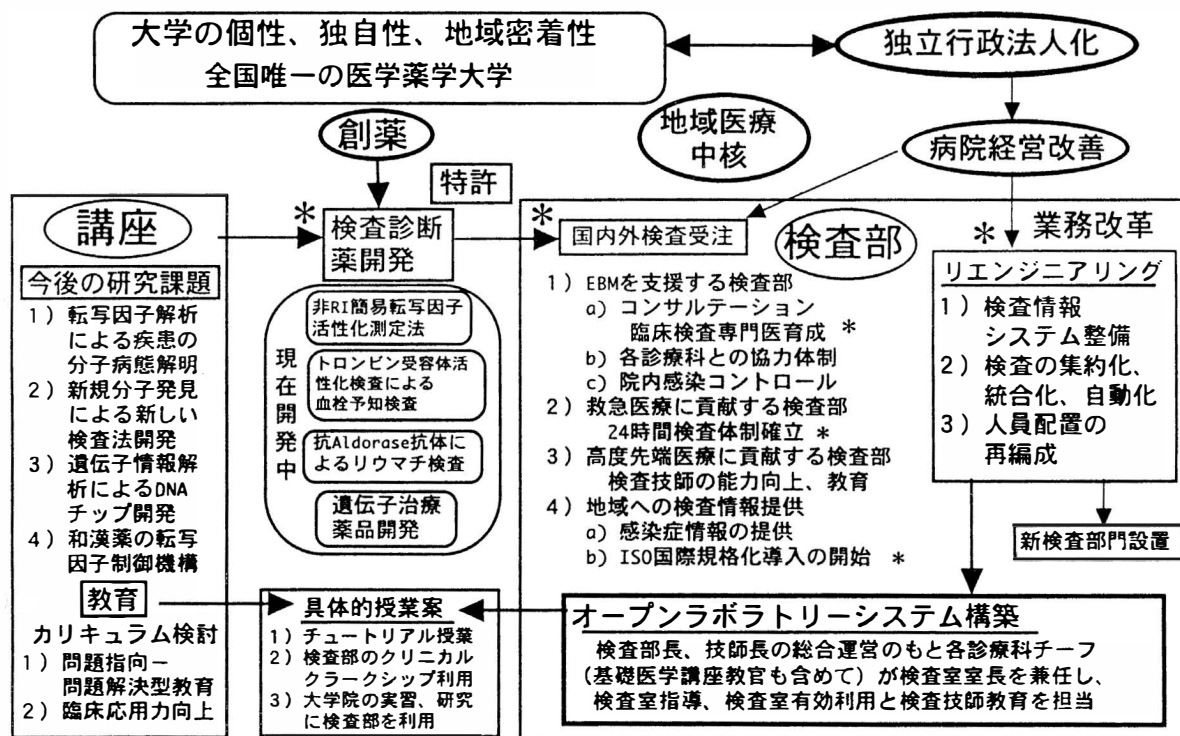 大学の個性、独自性、地域密着性
全国唯一の医学薬学大学
独立行政法人化
創薬
地域医療
中核
病院経営改善
特許
講座
今後の研究課題
1) 転写因子解析
による疾患の
分子病態解明
2) 新規分子発見
による新しい
検査法開発
3) 遺伝子情報解
析によるDNA
チップ開発
4) 和漢薬の転写
因子制御機構
教育
カリキュラム検討
1) 問題指向ー
問題解決型教育
2) 臨床応用力向上
*
検査診断
薬開発
現在開発中
非RI簡易転写因子
活性化測定法
トロンビン受容体活
性化検査による
血栓予知検査
抗Aldorase抗体に
よるリウマチ検査
遺伝子治療
薬品開発
具体的授業案
1) チュートリアル授業
2) 検査部のクリニカル
クラークシップ利用
3) 大学院の実習、研究
に検査部を利用
*
国内外検査受注
検査部
1) EBMを支援する検査部
a) コンサルテーション
臨床検査専門医育成 *
b) 各診療科との協力体制
c) 院内感染コントロール
2) 救急医療に貢献する検査部
24時間検査体制確立 *
3) 高度先端医療に貢献する検査部
検査技師の能力向上、教育
4) 地域への検査情報提供
a) 感染症情報の提供
b) ISO国際規格化導入の開始 *
* 業務改革
リエンジニアリング
1) 検査情報
システム整備
2) 検査の集約化、
統合化、自動化
3) 人員配置の
再編成
新検査部門設置
オープンラボラトリーシステム構築
検査部長、技師長の総合運営のもと各診療科チーフ
(基礎医学講座教官も含めて) が検査室室長を兼任し、
検査室指導、検査室有効利用と検査技師教育を担当